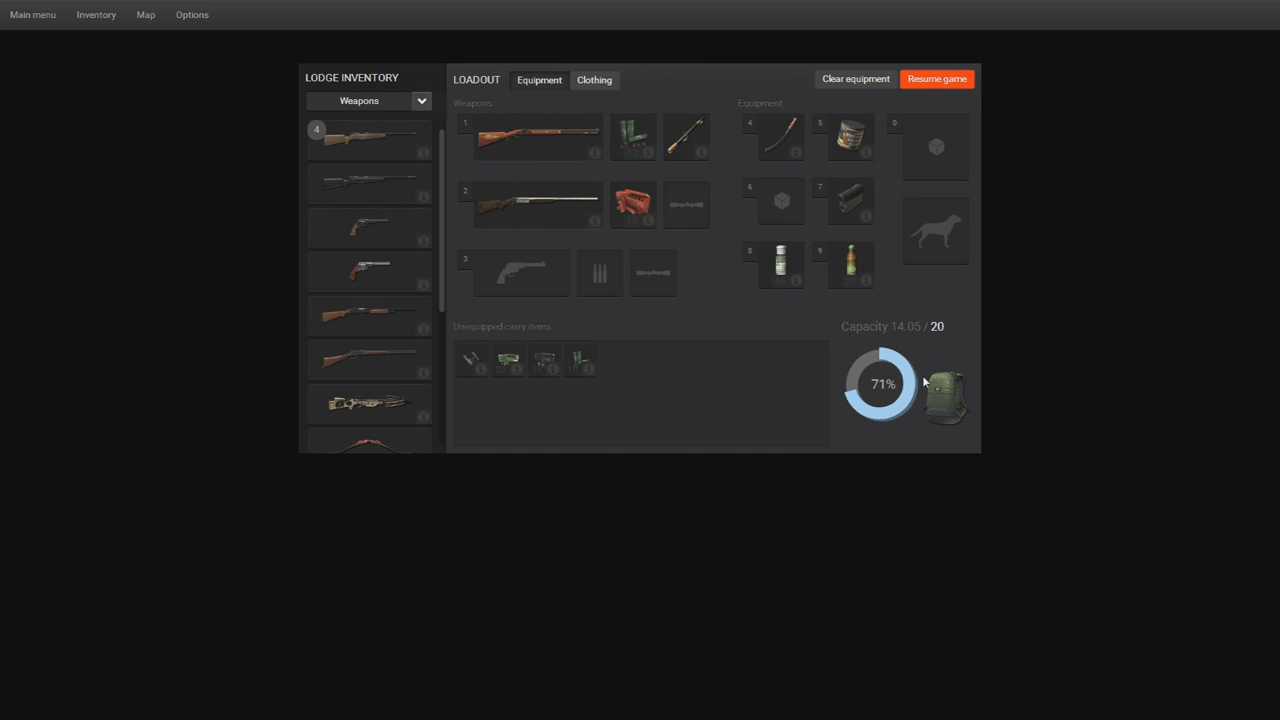 Main menu Inventory Map Options
LODGE INVENTORY
Weapons
4
LOADOUT Equipment Clothing Clear equipment Resume game
Weapons Equipment
1 4 5 0
2 6 7
3 8 9
Unequipped carry items
Capacity 14.05 / 20
71%